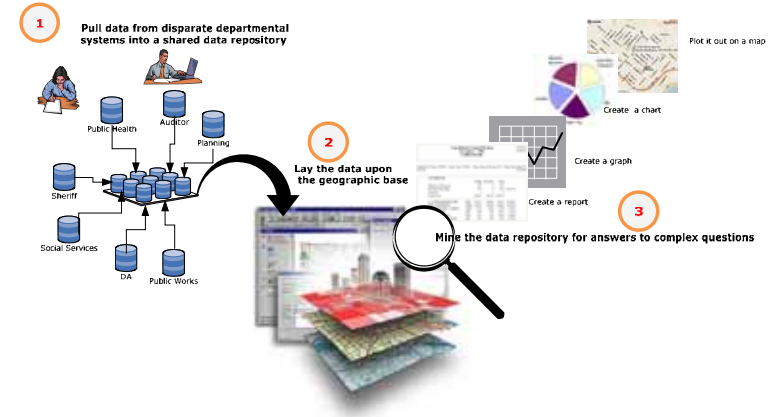 1
Pull data from disparate departmental
systems into a shared data repository
Public Health
Auditor
Planning
Sheriff
Social Services
DA
Public Works
2
Lay the data upon
the geographic base
Plot it out on a map
Create a chart
Create a graph
Create a report
3
Mine the data repository for answers to complex questions